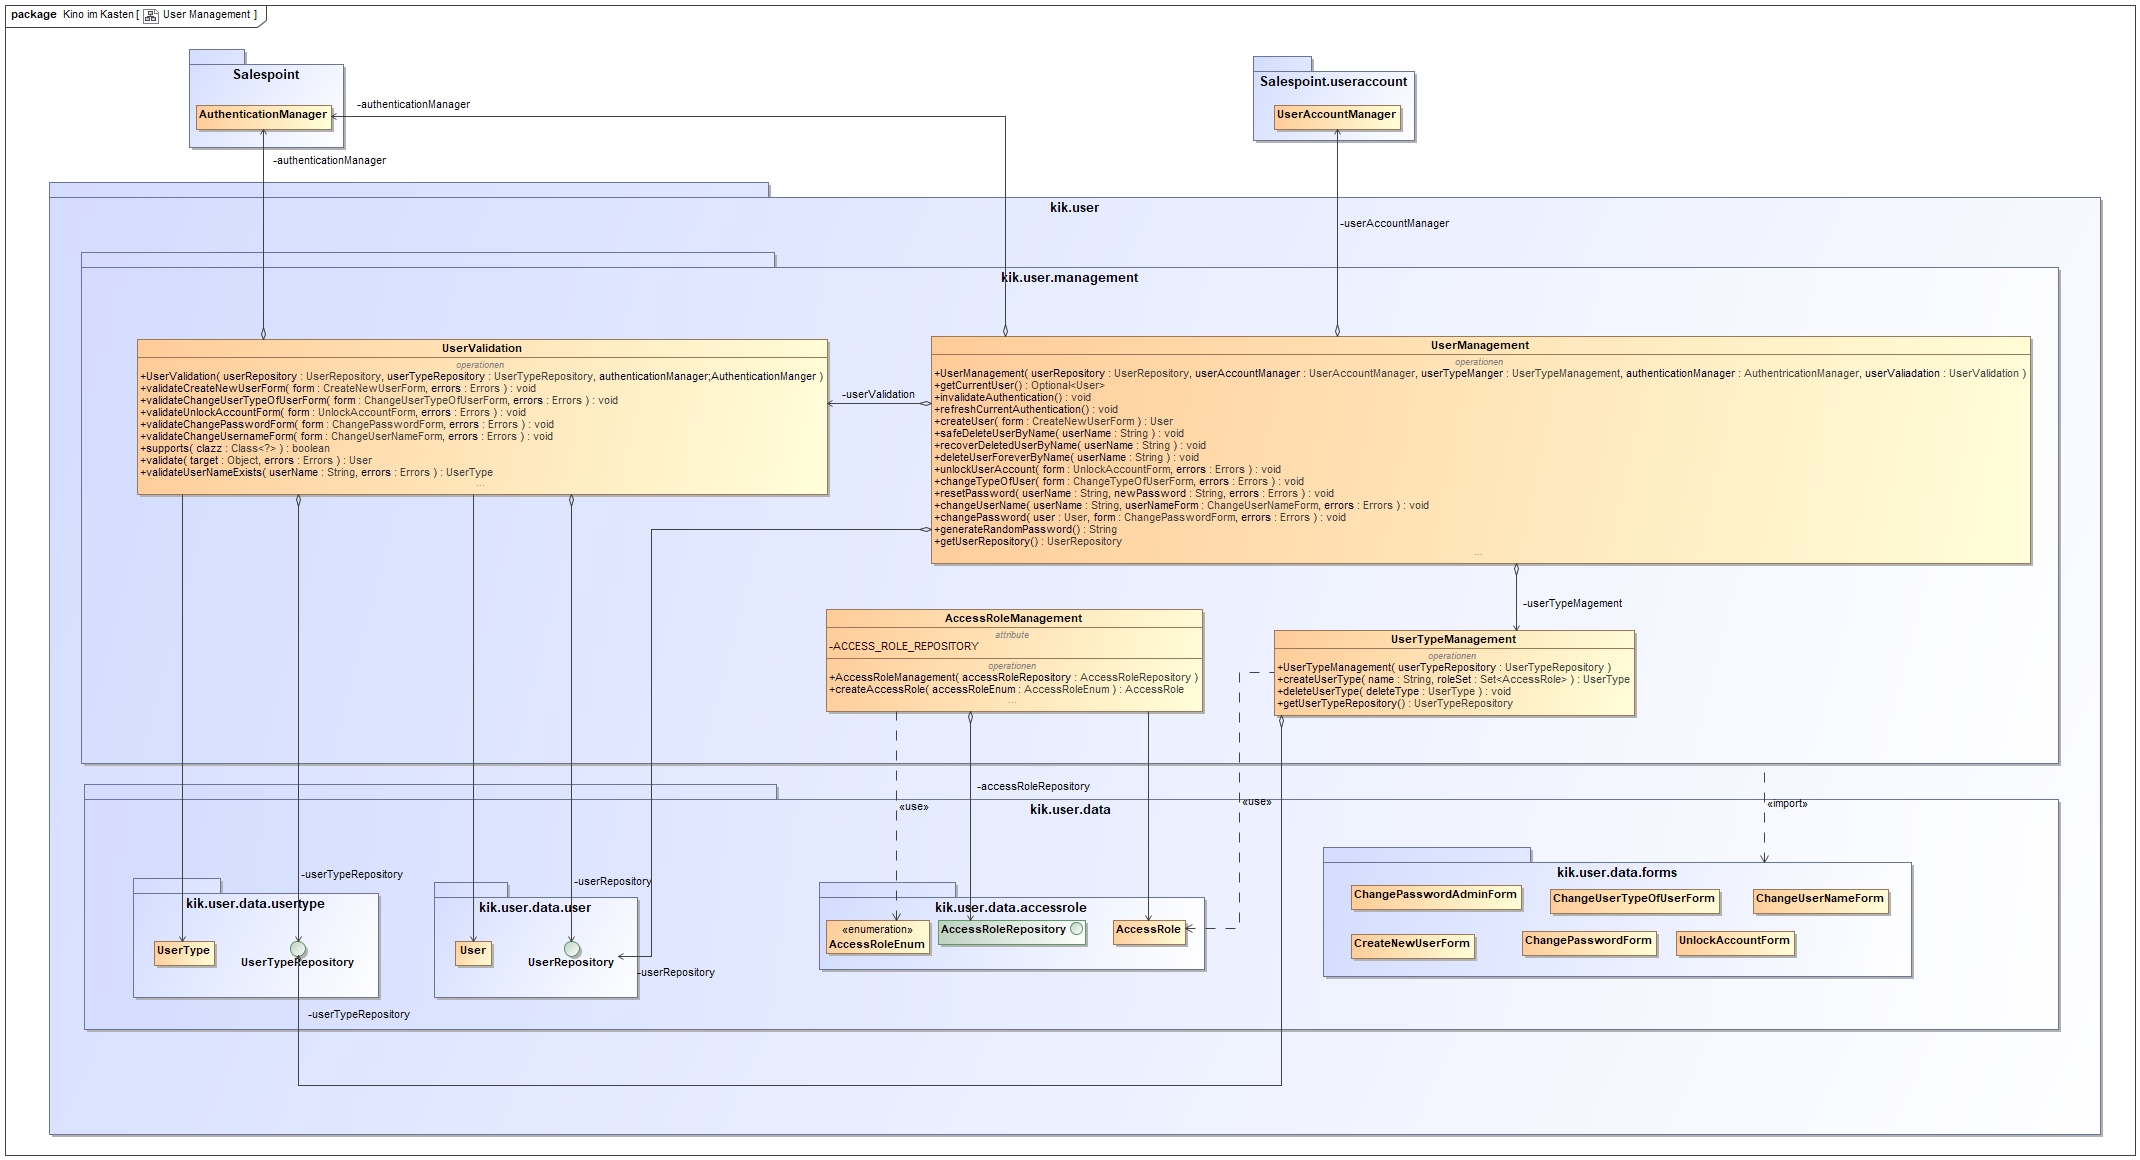 package Kino im Kasten [ User Management ]
Salespoint
AuthenticationManager
-authenticationManager
-authenticationManager
Salespoint.useraccount
UserAccountManager
-userAccountManager
kik.user
kik.user.management
UserValidation
operationen
+UserValidation( userRepository : UserRepository, userTypeRepository : UserTypeRepository, authenticationManager;AuthenticationManger )
+validateCreateNewUserForm( form : CreateNewUserForm, errors : Errors ) : void
+validateChangeUserTypeOfUserForm( form : ChangeUserTypeOfUserForm, errors : Errors ) : void
+validateUnlockAccountForm( form : UnlockAccountForm, errors : Errors ) : void
+validateChangePasswordForm( form : ChangePasswordForm, errors : Errors ) : void
+validateChangeUsernameForm( form : ChangeUserNameForm, errors : Errors ) : void
+supports( clazz : Class<?> ) : boolean
+validate( target : Object, errors : Errors ) : User
+validateUserNameExists( userName : String, errors : Errors ) : UserType
...
-userValidation
UserManagement
operationen
+UserManagement( userRepository : UserRepository, userAccountManager : UserAccountManager, userTypeManger : UserTypeManagement, authenticationManager : AuthentricationManager, userValiadation : UserValidation )
+getCurrentUser() : Optional<User>
+invalidateAuthentication() : void
+refreshCurrentAuthentication() : void
+createUser( form : CreateNewUserForm ) : User
+safeDeleteUserByName( userName : String ) : void
+recoverDeletedUserByName( userName : String ) : void
+deleteUserForeverByName( userName : String ) : void
+unlockUserAccount( form : UnlockAccountForm, errors : Errors ) : void
+changeTypeOfUser( form : ChangeTypeOfUserForm, errors : Errors ) : void
+resetPassword( userName : String, newPassword : String, errors : Errors ) : void
+changeUserName( userName : String, userNameForm : ChangeUserNameForm, errors : Errors ) : void
+changePassword( user : User, form : ChangePasswordForm, errors : Errors ) : void
+generateRandomPassword() : String
+getUserRepository() : UserRepository
...
-userTypeMagement
AccessRoleManagement
attribute
-ACCESS_ROLE_REPOSITORY
operationen
+AccessRoleManagement( accessRoleRepository : AccessRoleRepository )
+createAccessRole( accessRoleEnum : AccessRoleEnum ) : AccessRole
...
UserTypeManagement
operationen
+UserTypeManagement( userTypeRepository : UserTypeRepository )
+createUserType( name : String, roleSet : Set<AccessRole> ) : UserType
+deleteUserType( deleteType : UserType ) : void
+getUserTypeRepository() : UserTypeRepository
-accessRoleRepository
«use»
«use»
«import»
kik.user.data
-userTypeRepository
-userRepository
kik.user.data.usertype
UserType
UserTypeRepository
kik.user.data.user
User
UserRepository
-userRepository
-userTypeRepository
kik.user.data.accessrole
«enumeration»
AccessRoleEnum
AccessRoleRepository
AccessRole
kik.user.data.forms
ChangePasswordAdminForm
ChangeUserTypeOfUserForm
ChangeUserNameForm
CreateNewUserForm
ChangePasswordForm
UnlockAccountForm